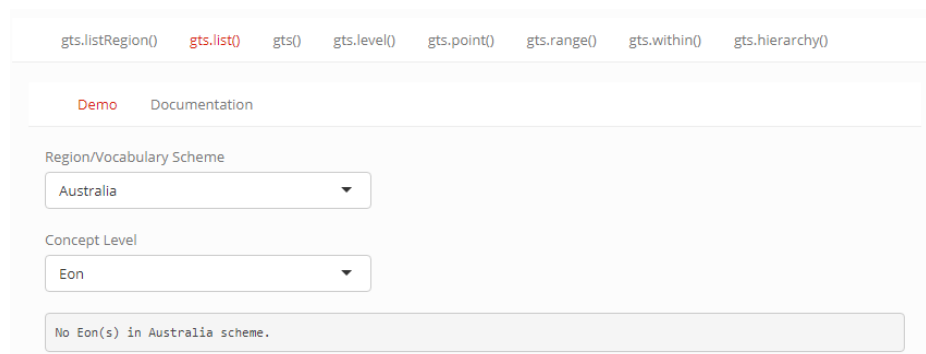 gts.listRegion() gts.list() gts() gts.level() gts.point() gts.range() gts.within() gts.hierarchy()
Demo Documentation
Region/Vocabulary Scheme
Australia
Concept Level
Eon
No Eon(s) in Australia scheme.